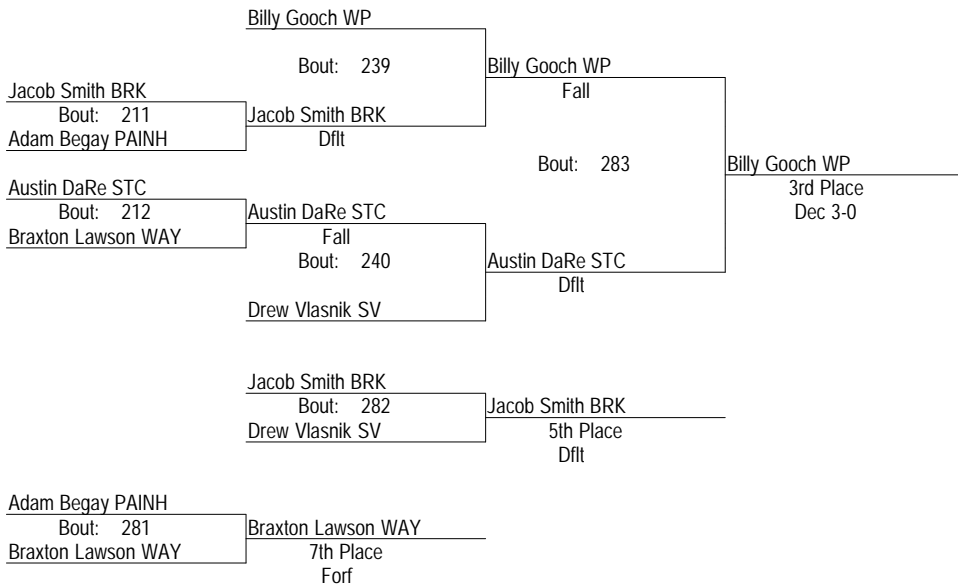 Billy Gooch WP
Bout: 239
Billy Gooch WP
Fall
Jacob Smith BRK
Bout: 211
Adam Begay PAINH
Jacob Smith BRK
Dflt
Bout: 283
Billy Gooch WP
3rd Place
Dec 3-0
Austin DaRe STC
Bout: 212
Braxton Lawson WAY
Austin DaRe STC
Fall
Bout: 240
Austin DaRe STC
Dflt
Drew Vlasnik SV
Jacob Smith BRK
Bout: 282
Drew Vlasnik SV
Jacob Smith BRK
5th Place
Dflt
Adam Begay PAINH
Bout: 281
Braxton Lawson WAY
Braxton Lawson WAY
7th Place
Forf